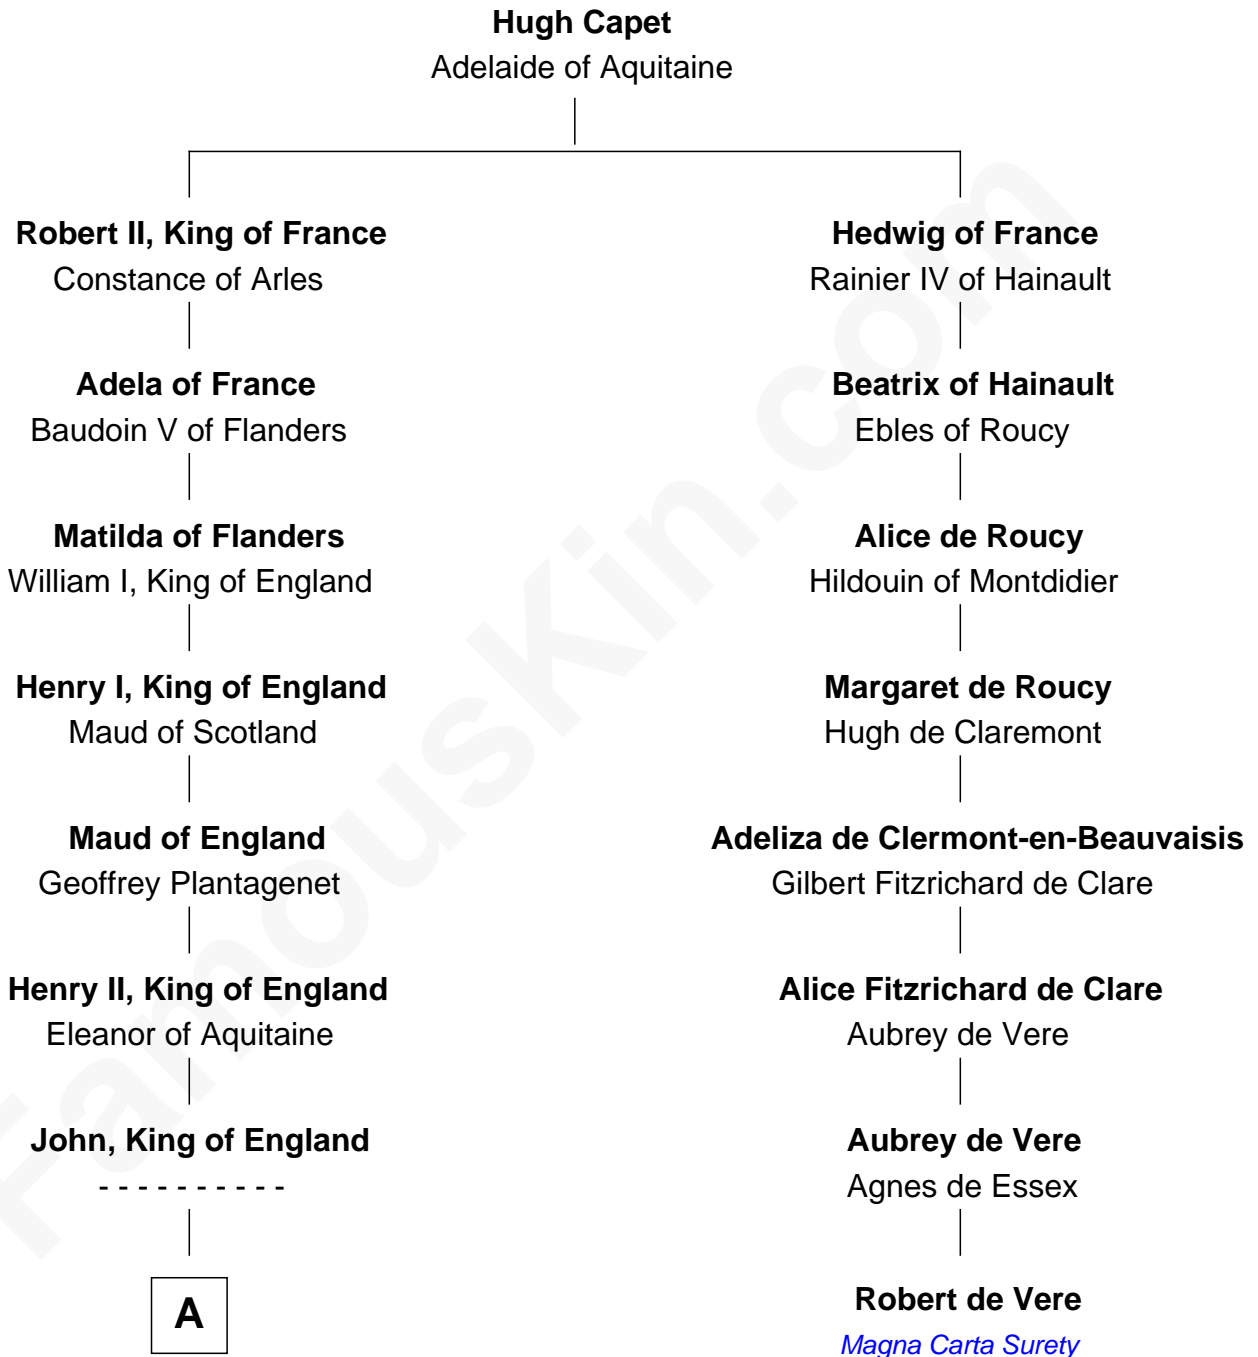 Hugh Capet
Adelaide of Aquitaine
Robert II, King of France
Constance of Arles
Hedwig of France
Rainier IV of Hainault
Adela of France
Baudoin V of Flanders
Beatrix of Hainault
Ebles of Roucy
Matilda of Flanders
William I, King of England
Alice de Roucy
Hildouin of Montdidier
Henry I, King of England
Maud of Scotland
Margaret de Roucy
Hugh de Claremont
Maud of England
Geoffrey Plantagenet
Adeliza de Clermont-en-Beauvaisis
Gilbert Fitzrichard de Clare
Henry II, King of England
Eleanor of Aquitaine
Alice Fitzrichard de Clare
Aubrey de Vere
John, King of England
- - - - - - - - - -
Aubrey de Vere
Agnes de Essex
A
Robert de Vere
Magna Carta Surety
FamousKin.com